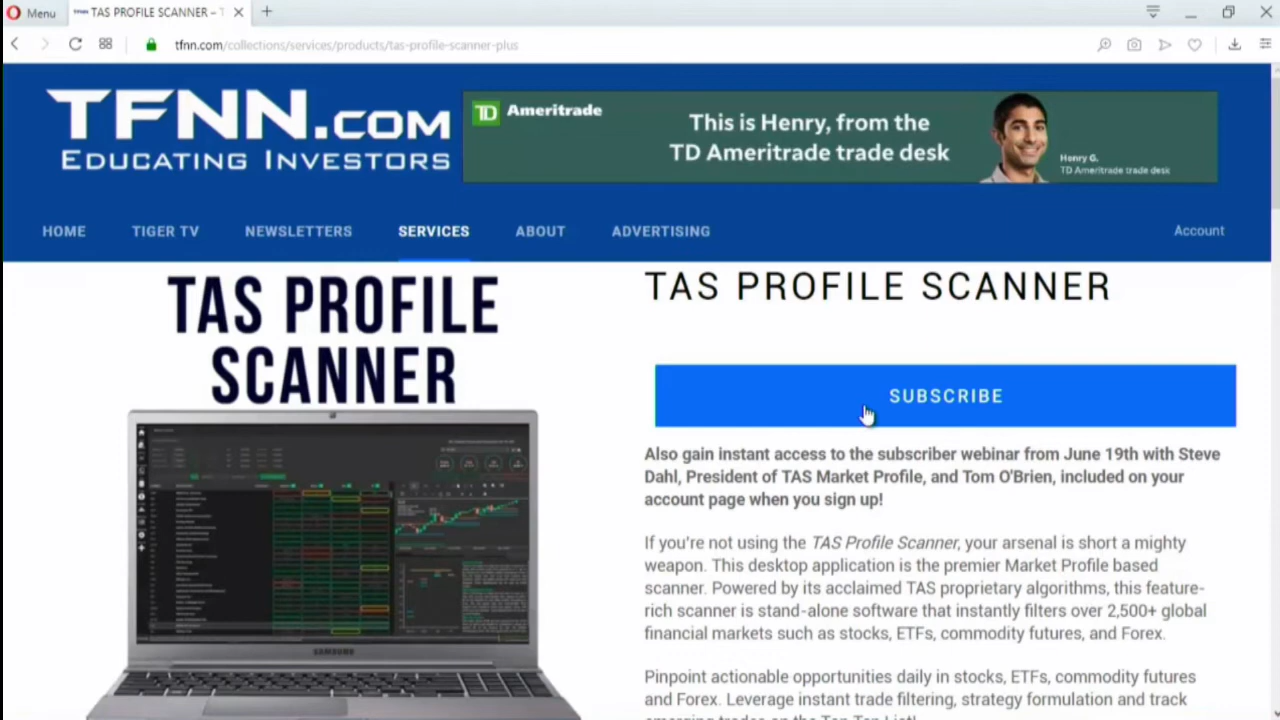 Menu
TAS PROFILE SCANNER – T
tfnn.com/collections/services/products/tas-profile-scanner-plus
TFNN.COM
EDUCATING INVESTORS
TD Ameritrade
This is Henry, from the
TD Ameritrade trade desk
Henry G.
TD Ameritrade trade desk
HOME
TIGER TV
NEWSLETTERS
SERVICES
ABOUT
ADVERTISING
Account
TAS PROFILE
SCANNER
SAMSUNG
TAS PROFILE SCANNER
SUBSCRIBE
Also gain instant access to the subscriber webinar from June 19th with Steve
Dahl, President of TAS Market Profile, and Tom O'Brien, included on your
account page when you sign up!
If you're not using the TAS Profile Scanner, your arsenal is short a mighty
weapon. This desktop application is the premier Market Profile based
scanner. Powered by its acclaimed TAS proprietary algorithms, this feature-
rich scanner is stand-alone software that instantly filters over 2,500+ global
financial markets such as stocks, ETFs, commodity futures, and Forex.
Pinpoint actionable opportunities daily in stocks, ETFs, commodity futures
and Forex. Leverage instant trade filtering, strategy formulation and track
emerging trades on the Top Ten List!